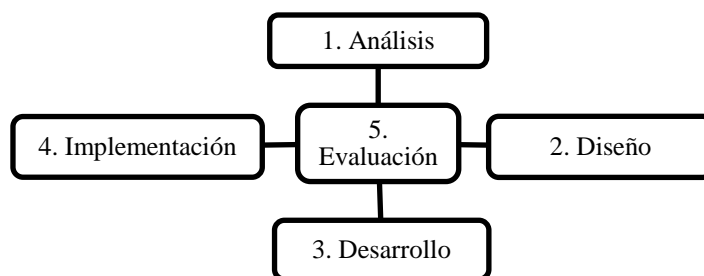 1. Análisis
4. Implementación
5.
Evaluación
2. Diseño
3. Desarrollo